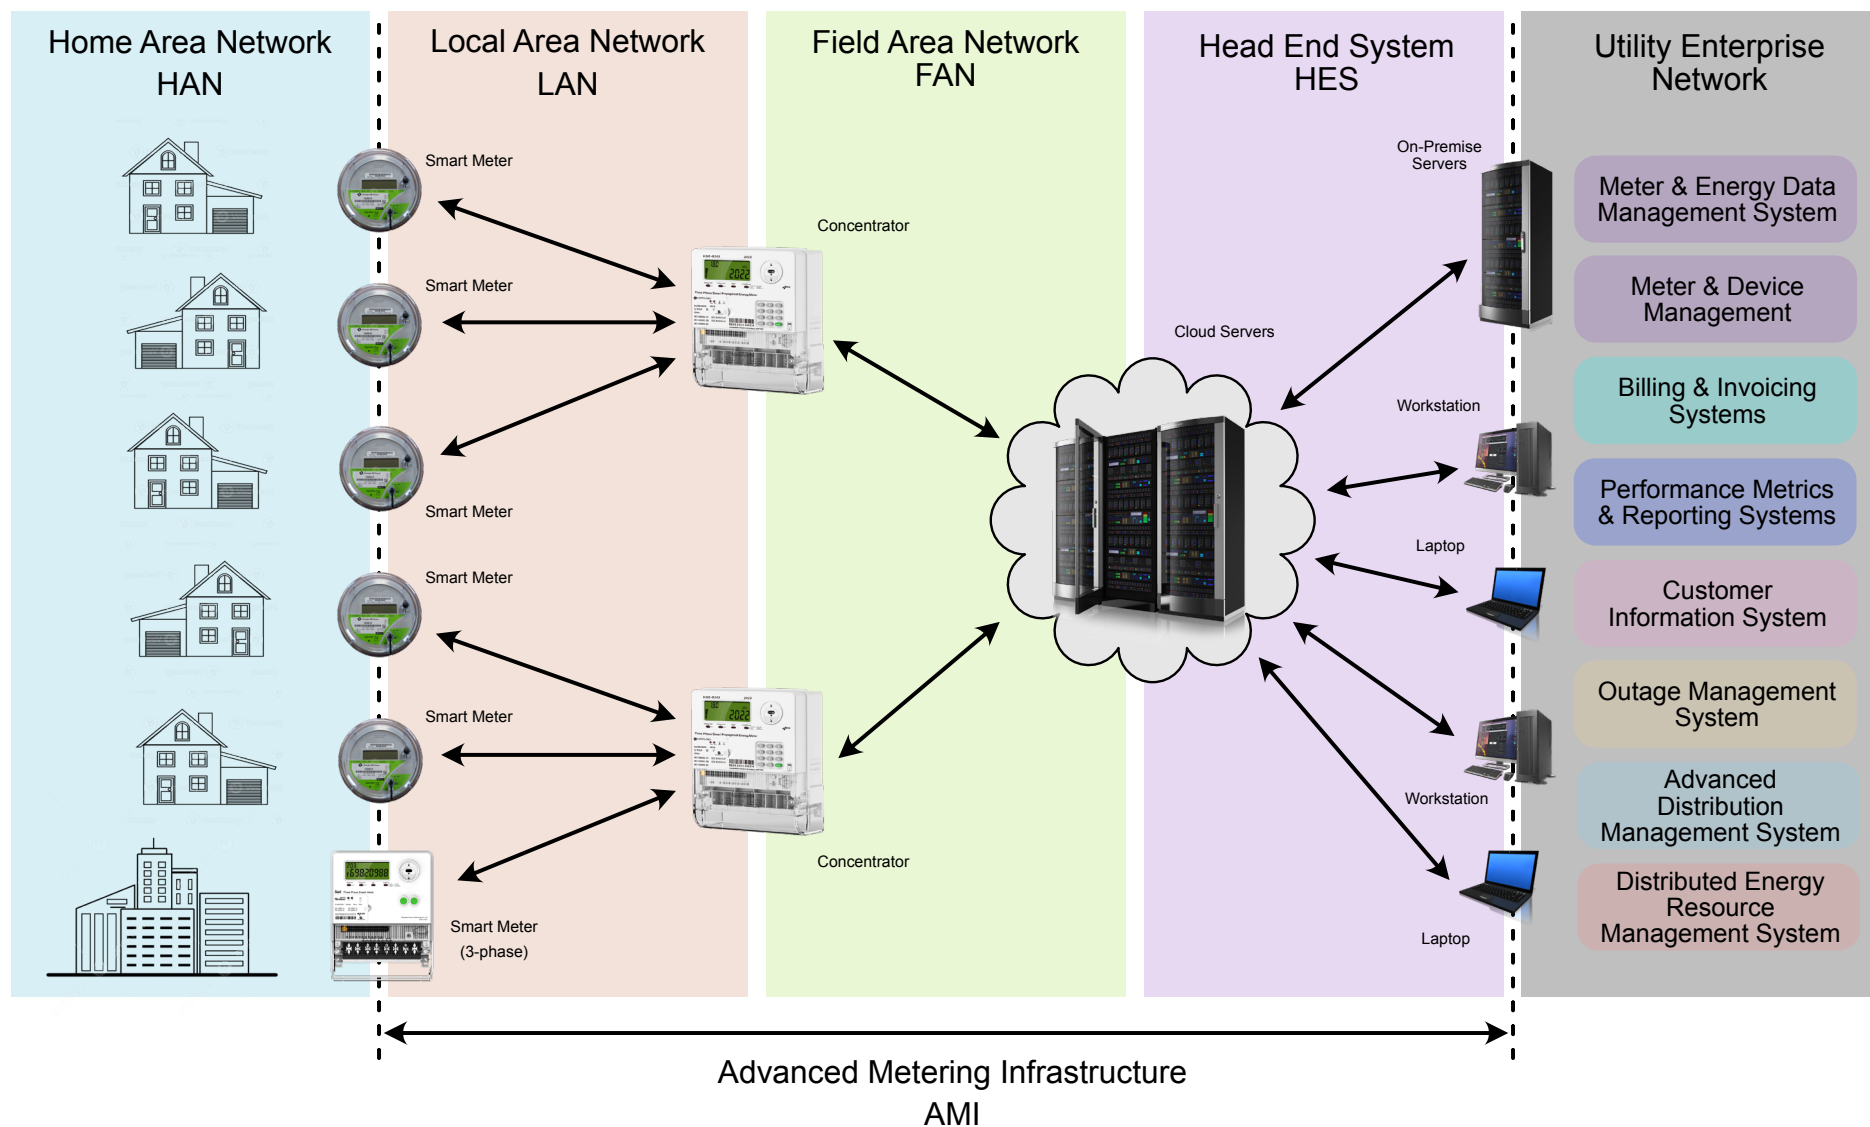 Home Area Network
HAN
Local Area Network
LAN
Field Area Network
FAN
Head End System
HES
Utility Enterprise
Network
Smart Meter
Smart Meter
Smart Meter
Smart Meter
Smart Meter
Smart Meter
(3-phase)
Concentrator
2022
Concentrator
2022
Cloud Servers
On-Premise
Servers
Workstation
Laptop
Workstation
Laptop
Meter & Energy Data
Management System
Meter & Device
Management
Billing & Invoicing
Systems
Performance Metrics
& Reporting Systems
Customer
Information System
Outage Management
System
Advanced
Distribution
Management System
Distributed Energy
Resource
Management System
Advanced Metering Infrastructure
AMI